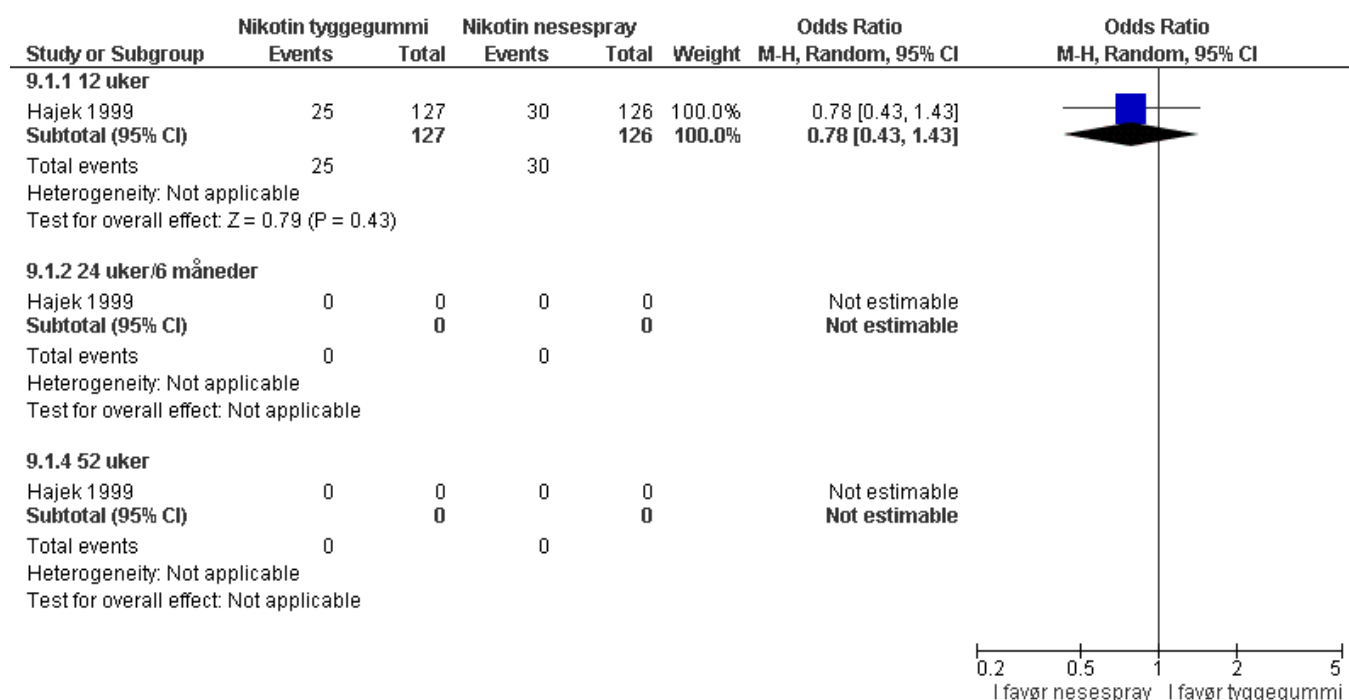 Nikotin tyggegummi Nikotin nesespray Odds Ratio Odds Ratio
Study or Subgroup Events Total Events Total Weight M-H, Random, 95% CI M-H, Random, 95% CI
9.1.1 12 uker
Hajek 1999 25 127 30 126 100.0% 0.78 [0.43, 1.43]
Subtotal (95% CI) 127 126 100.0% 0.78 [0.43, 1.43]
Total events 25 30
Heterogeneity: Not applicable
Test for overall effect: Z = 0.79 (P = 0.43)
9.1.2 24 uker/6 måneder
Hajek 1999 0 0 0 0 Not estimable
Subtotal (95% CI) 0 0 Not estimable
Total events 0 0
Heterogeneity: Not applicable
Test for overall effect: Not applicable
9.1.4 52 uker
Hajek 1999 0 0 0 0 Not estimable
Subtotal (95% CI) 0 0 Not estimable
Total events 0 0
Heterogeneity: Not applicable
Test for overall effect: Not applicable
0.2 0.5 1 2 5
I favør nesespray I favør tyggegummi